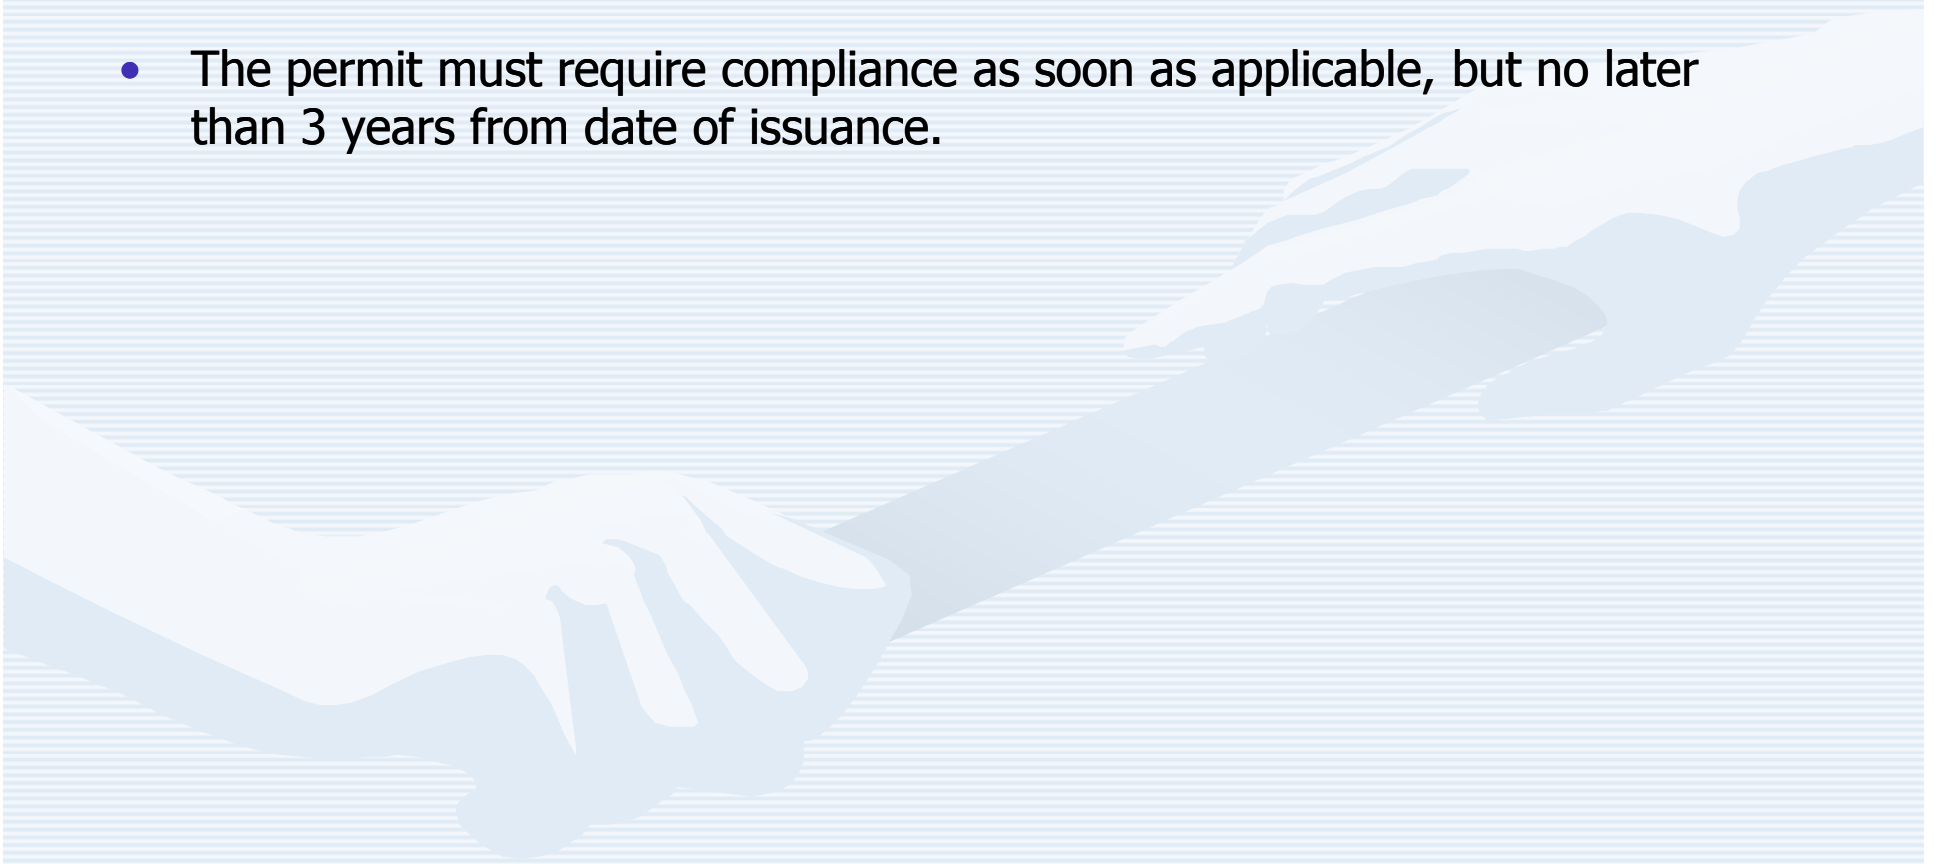 • The permit must require compliance as soon as applicable, but no later
than 3 years from date of issuance.